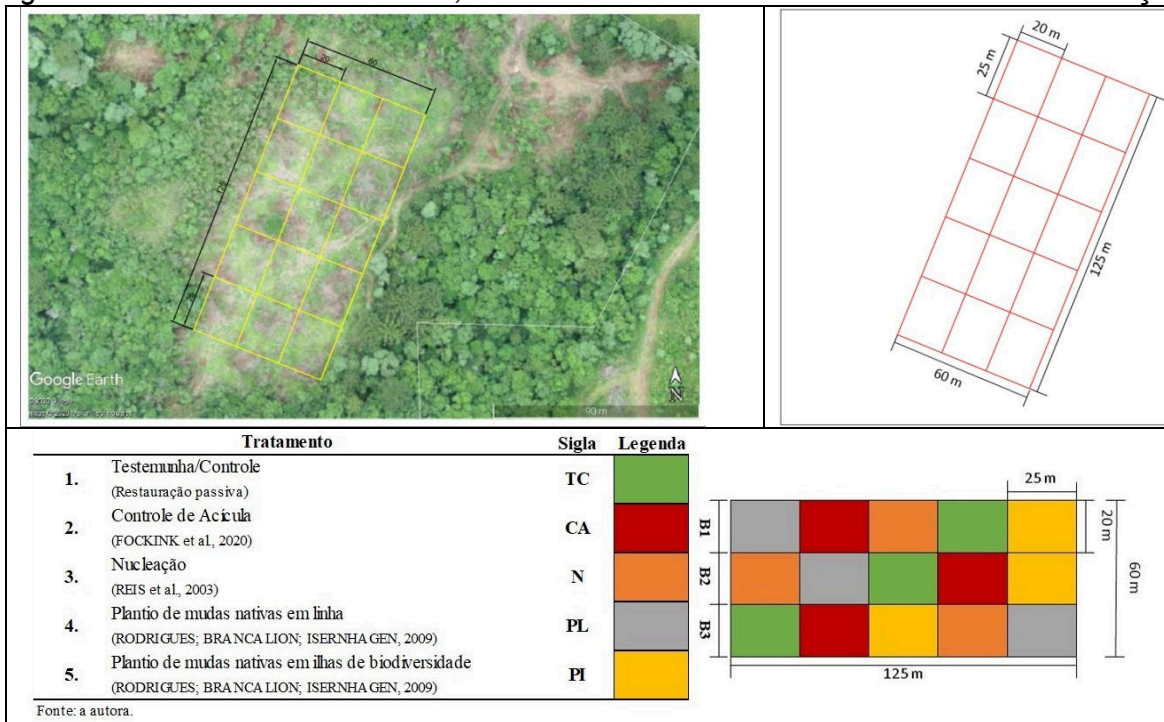 20
60
125
25
Google Earth
90 m
N
20 m
25 m
125 m
60 m
Tratamento Sigla Legenda
1. Testemunha/Controle TC
(Restauração passiva)
2. Controle de Acícula CA
(FOCKINK et al., 2020)
3. Nucleação N
(REIS et al., 2003)
4. Plantio de mudas nativas em linha PL
(RODRIGUES; BRANCALION; ISERNHAGEN, 2009)
5. Plantio de mudas nativas em ilhas de biodiversidade PI
(RODRIGUES; BRANCALION; ISERNHAGEN, 2009)
Fonte: a autora.
25 m
B1
20 m
B2
60 m
B3
125 m